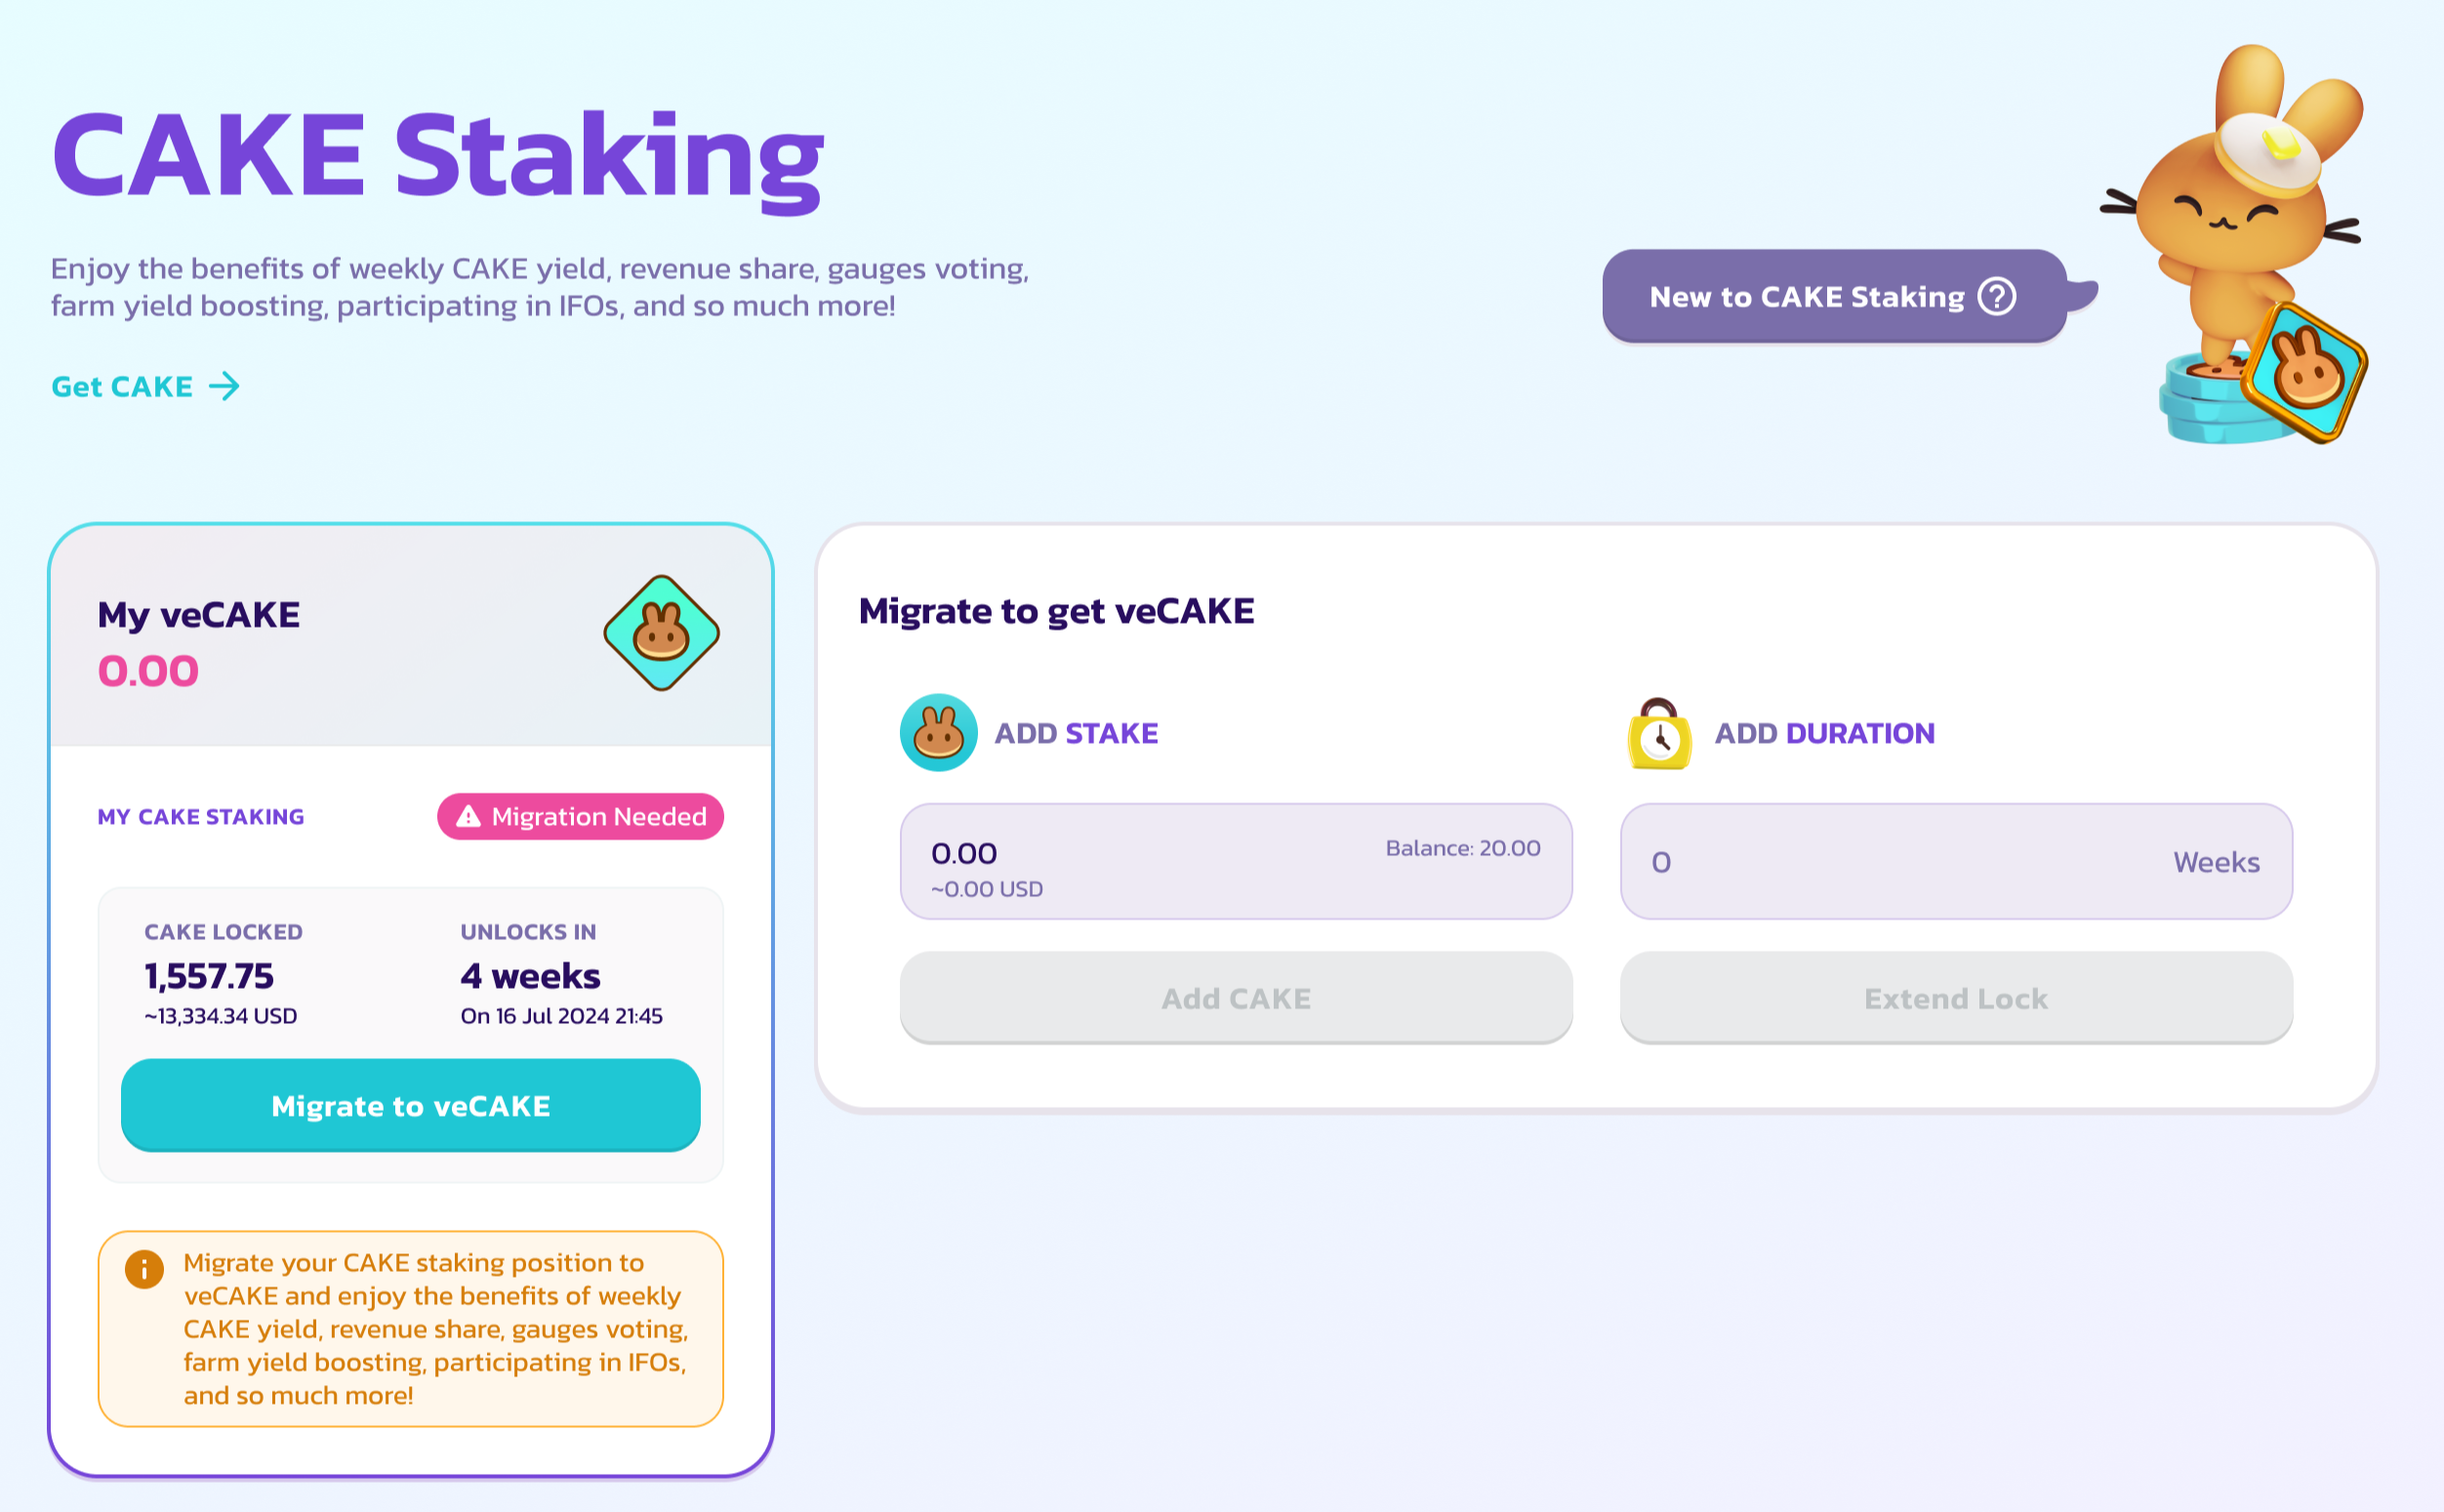 CAKE Staking
Enjoy the benefits of weekly CAKE yield, revenue share, gauges voting,
farm yield boosting, participating in IFOs, and so much more!
Get CAKE
New to CAKE Staking
My veCAKE
0.00
MY CAKE STAKING
Migration Needed
CAKE LOCKED
UNLOCKS IN
1,557.75
4 weeks
~13,334.34 USD
On 16 Jul 2024 21:45
Migrate to veCAKE
Migrate your CAKE staking position to
veCAKE and enjoy the benefits of weekly
CAKE yield, revenue share, gauges voting,
farm yield boosting, participating in IFOs,
and so much more!
Migrate to get veCAKE
ADD STAKE
ADD DURATION
0.00
Balance: 20.00
~0.00 USD
0
Weeks
Add CAKE
Extend Lock